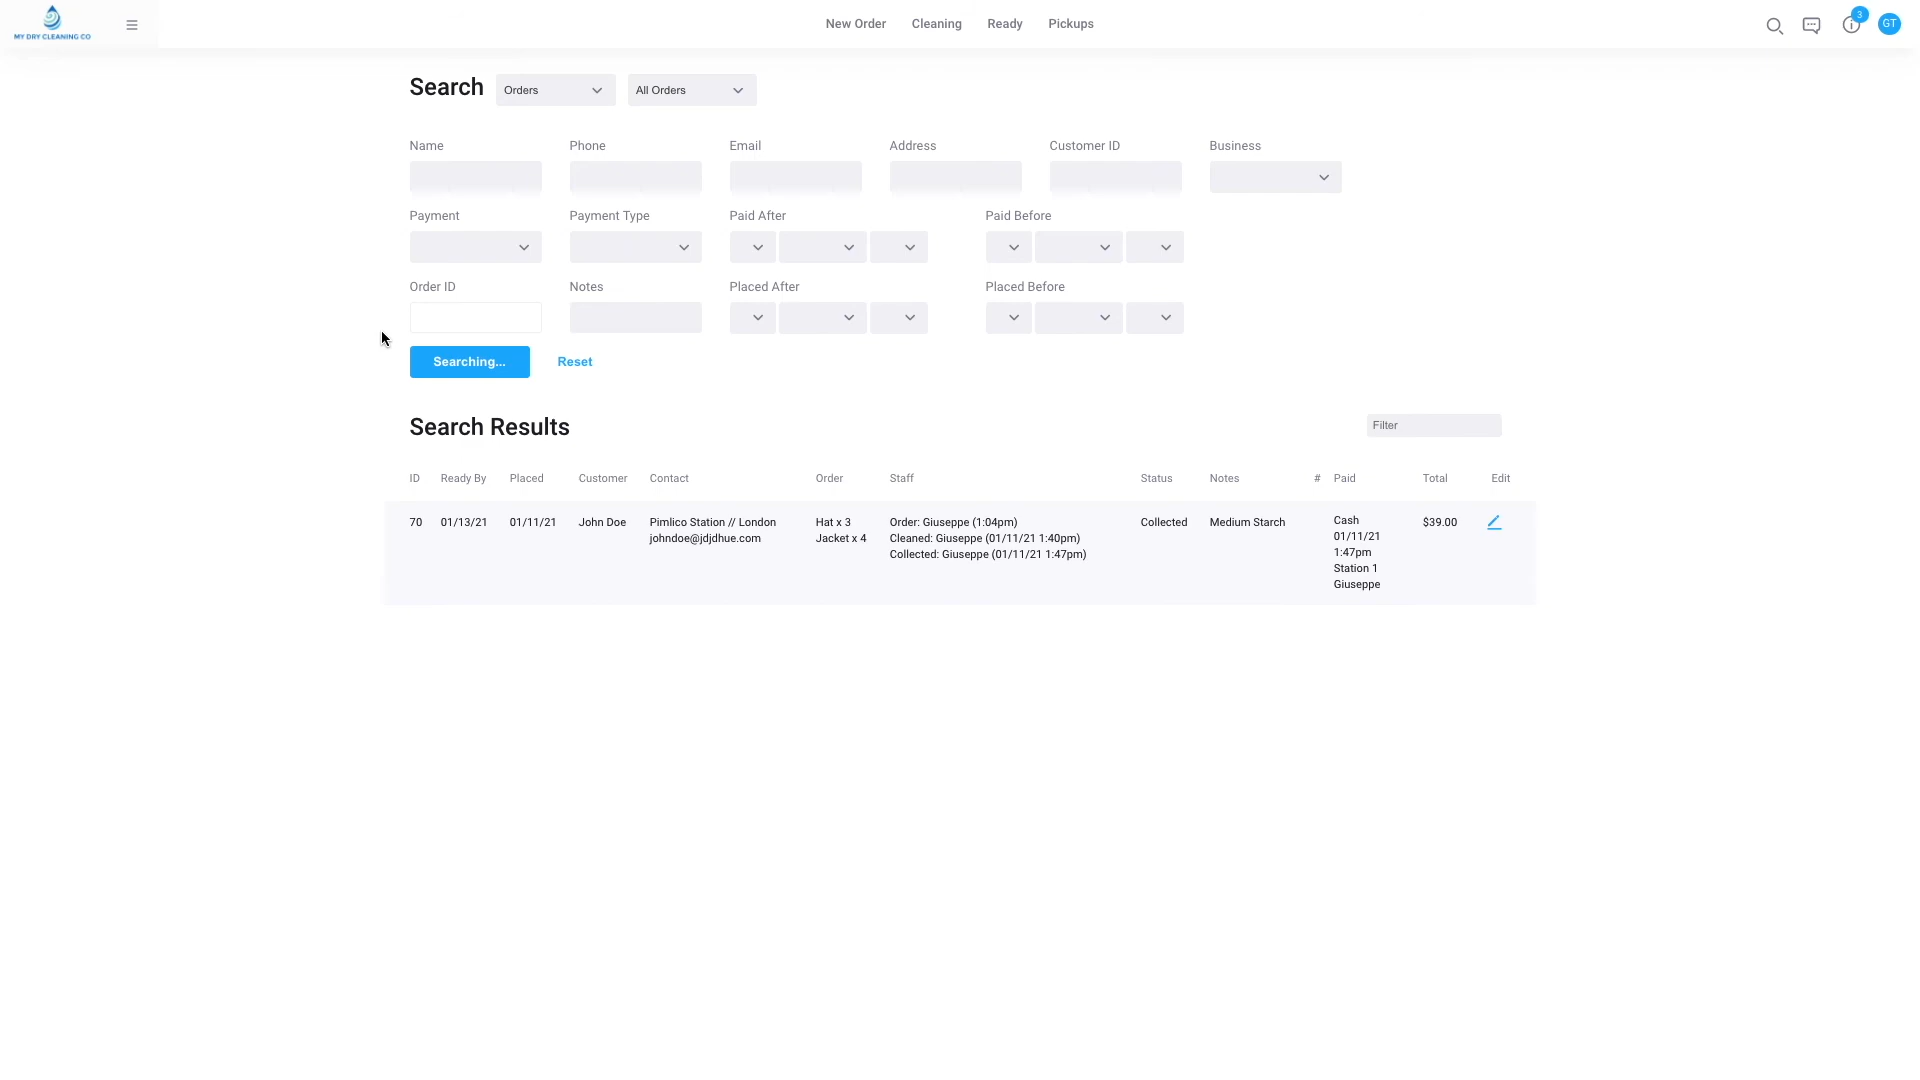 MY DRY CLEANING CO
New Order Cleaning Ready Pickups
3
GT
Search Orders All Orders
Name Phone Email Address Customer ID Business
Payment Payment Type Paid After Paid Before
Order ID Notes Placed After Placed Before
Searching... Reset
Search Results Filter
ID Ready By Placed Customer Contact Order Staff Status Notes # Paid Total Edit
70 01/13/21 01/11/21 John Doe Pimlico Station // London Hat x 3 Order: Giuseppe (1:04pm) Collected Medium Starch Cash $39.00
johndoe@jdjdhue.com Jacket x 4 Cleaned: Giuseppe (01/11/21 1:40pm) 01/11/21
Collected: Giuseppe (01/11/21 1:47pm) 1:47pm
Station 1
Giuseppe